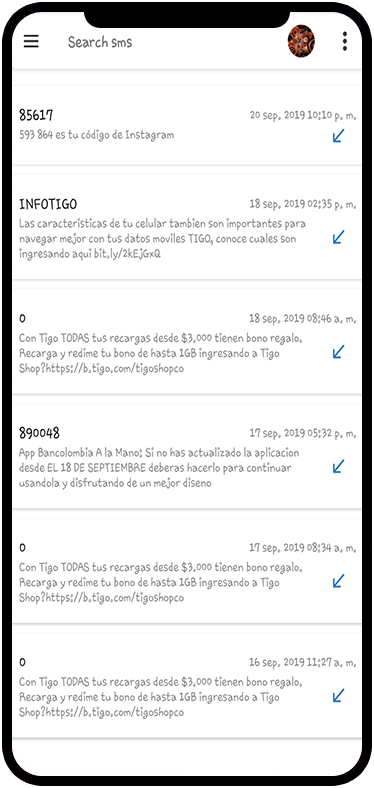 Search sms
85617
20 sep. 2019 10:10 p. m.
593 864 es tu código de Instagram
INFOTIGO
18 sep. 2019 02:35 p. m.
Las caracteristicas de tu celular tambien son importantes para
navegar mejor con tus datos moviles TIGO, conoce cuales son
ingresando aqui bit.ly/2kEjGxQ
0
18 sep. 2019 08:46 a. m.
Con Tigo TODAS tus recargas desde $3.000 tienen bono regalo.
Recarga y redime tu bono de hasta 1GB ingresando a Tigo
Shop?https://b.tigo.com/tigoshopco
890048
17 sep. 2019 05:32 p. m.
App Bancolombia A la Mano: Si no has actualizado la aplicacion
desde EL 18 DE SEPTIEMBRE deberas hacerlo para continuar
usandola y disfrutando de un mejor diseno
0
17 sep. 2019 08:34 a. m.
Con Tigo TODAS tus recargas desde $3.000 tienen bono regalo.
Recarga y redime tu bono de hasta 1GB ingresando a Tigo
Shop?https://b.tigo.com/tigoshopco
0
16 sep. 2019 11:27 a. m.
Con Tigo TODAS tus recargas desde $3.000 tienen bono regalo.
Recarga y redime tu bono de hasta 1GB ingresando a Tigo
Shop?https://b.tigo.com/tigoshopco